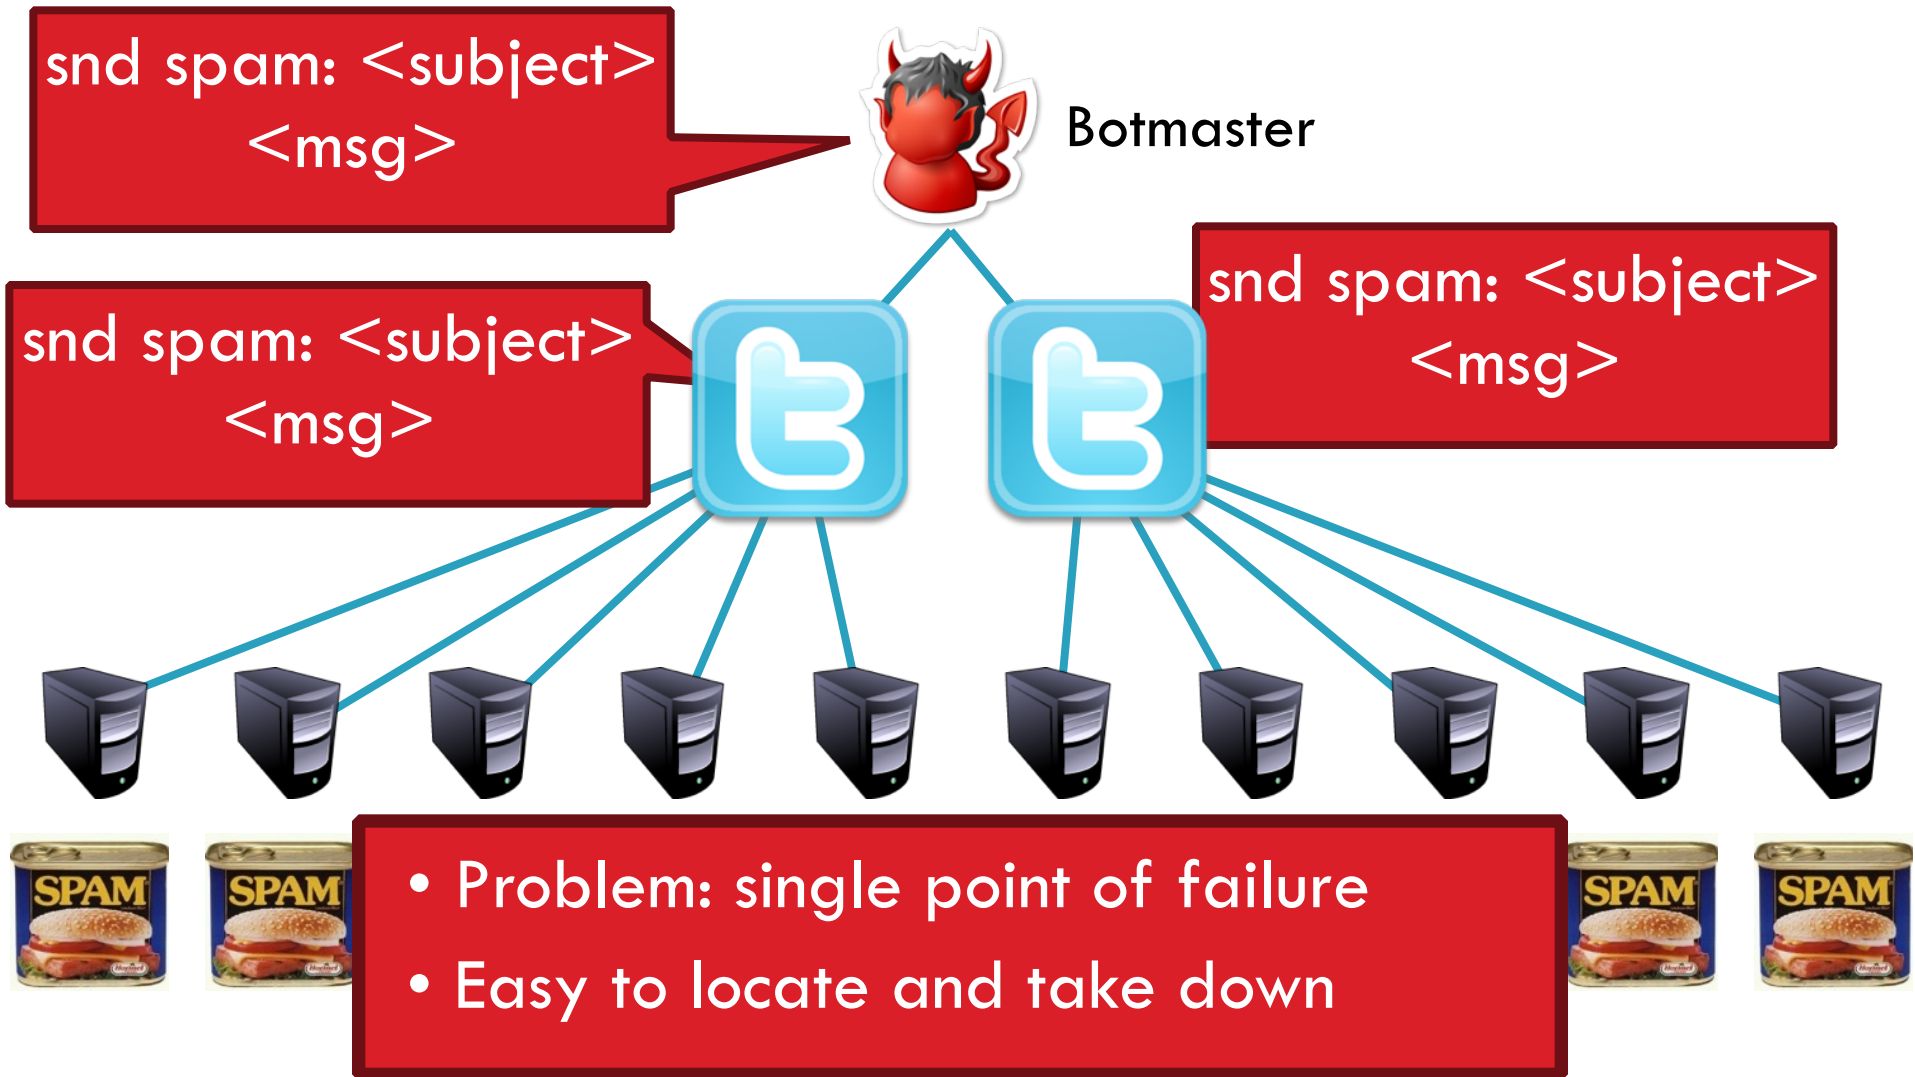 snd spam: <subject>
<msg>
Botmaster
snd spam: <subject>
<msg>
snd spam: <subject>
<msg>
SPAM
SPAM
SPAM
SPAM
• Problem: single point of failure
• Easy to locate and take down